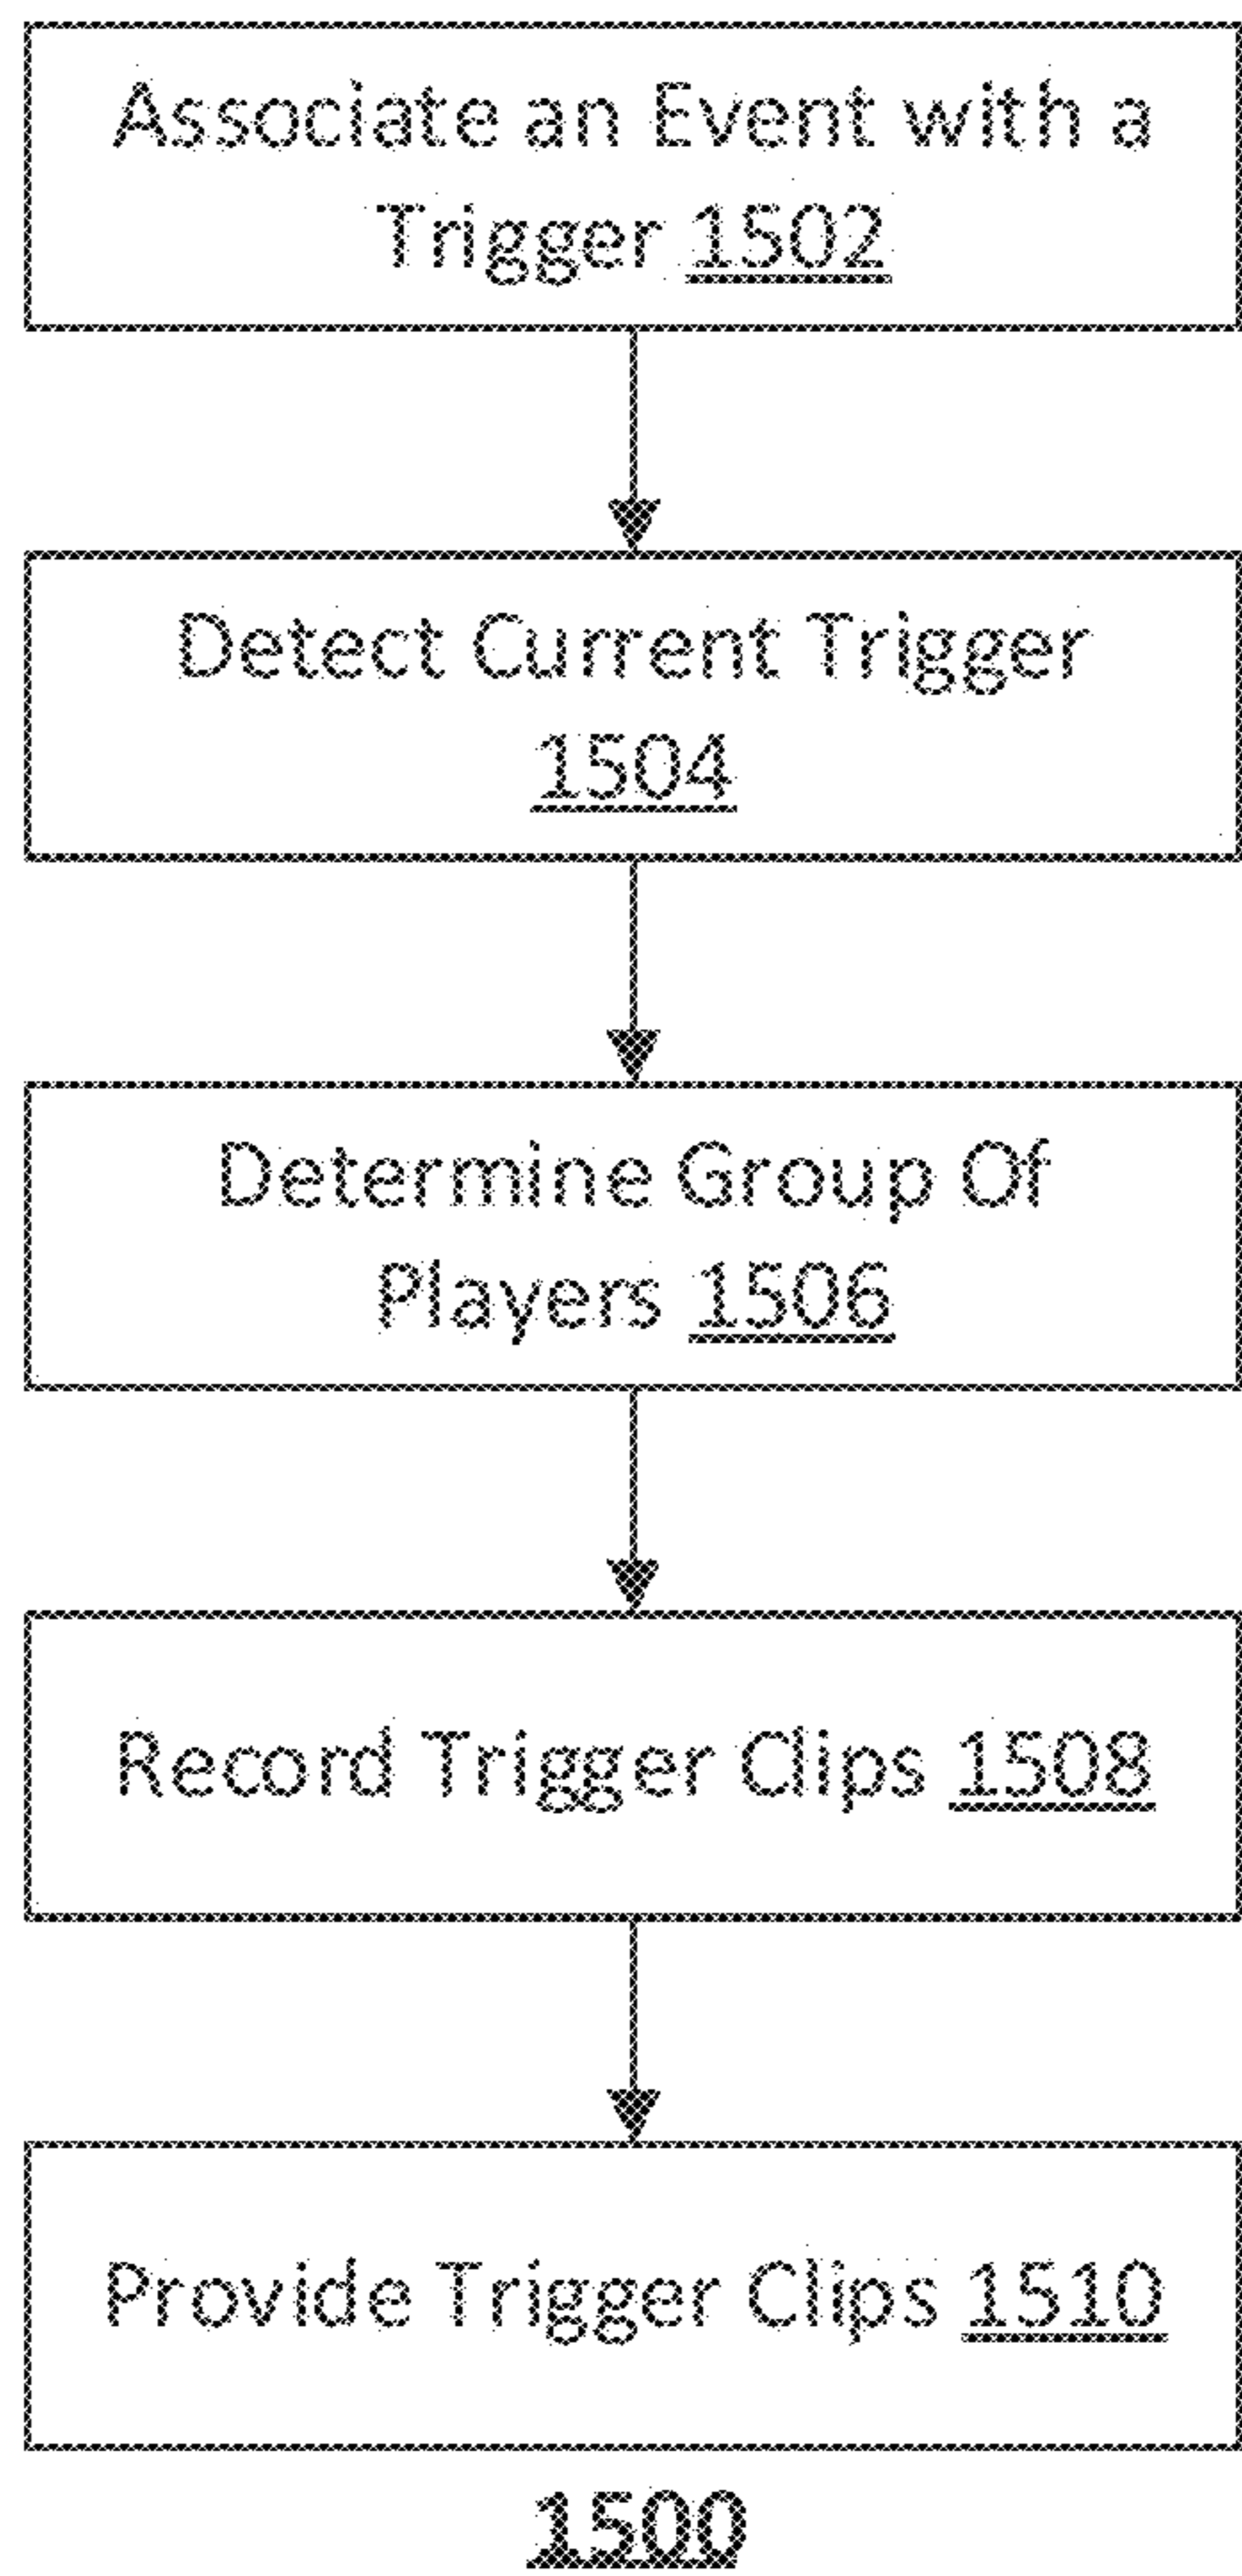 Associate an Event with a
Trigger 1502
Detect Current Trigger
1504
Determine Group Of
Players 1506
Record Trigger Clips 1508
Provide Trigger Clips 1510
1500